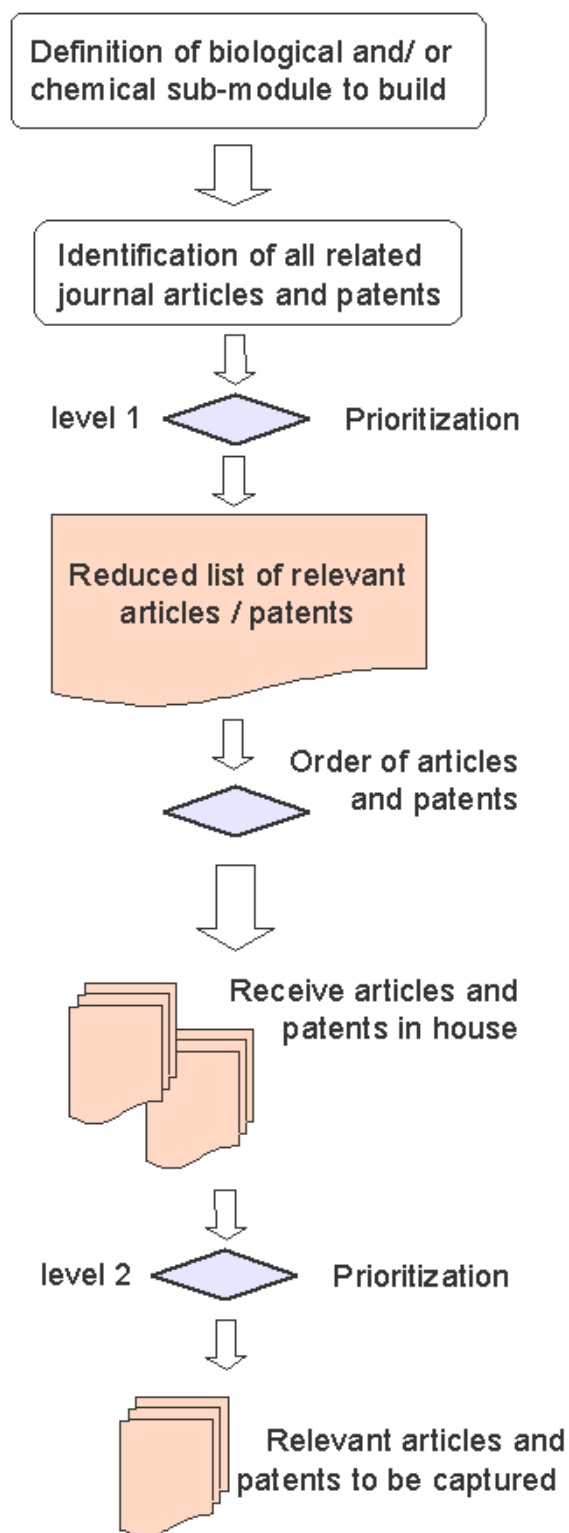 Definition of biological and/ or
chemical sub-module to build
Identification of all related
journal articles and patents
level 1
Prioritization
Reduced list of relevant
articles / patents
Order of articles
and patents
Receive articles and
patents in house
level 2
Prioritization
Relevant articles and
patents to be captured